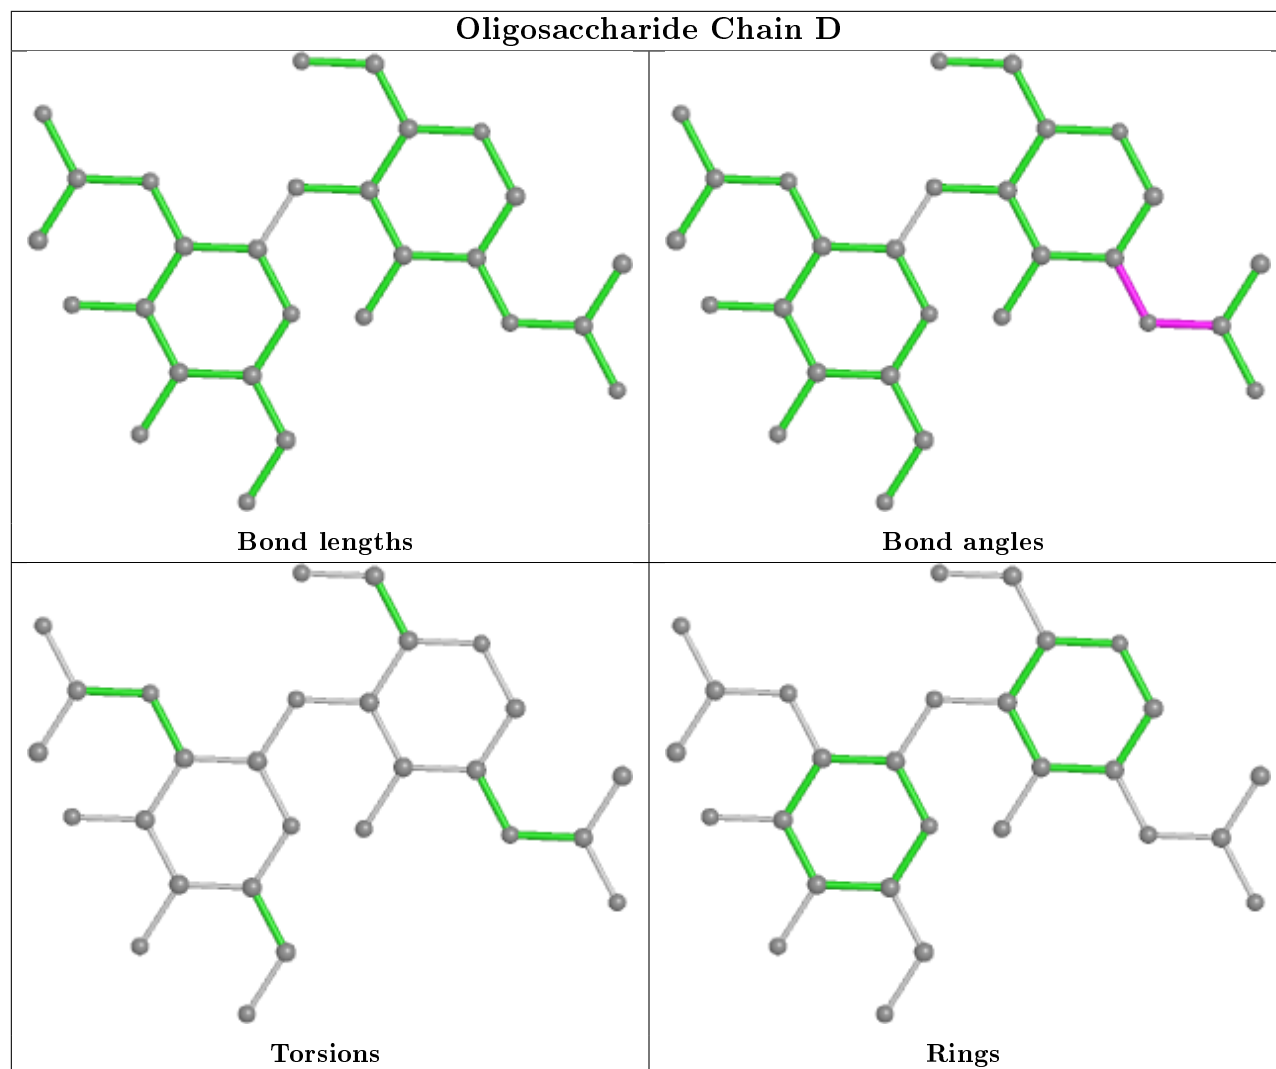 Oligosaccharide Chain D
Bond lengths
Bond angles
Torsions
Rings